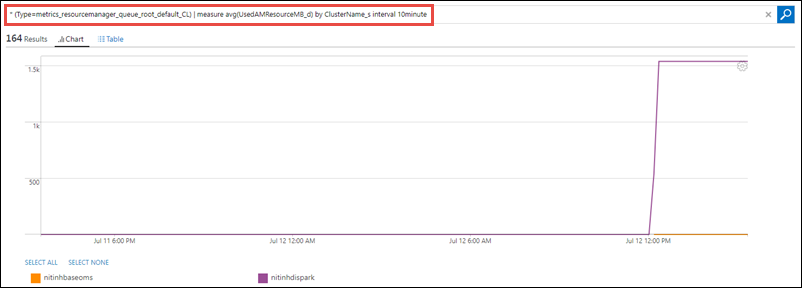 * (Type=metrics_resourcemanager_queue_root_default_CL) | measure avg(UsedAMResourceMB_d) by ClusterName_s interval 10minute
164 Results Chart Table
1.5k
1k
500
Jul 11 6:00 PM Jul 12 12:00 AM Jul 12 6:00 AM Jul 12 12:00 PM
SELECT ALL SELECT NONE
nitinhbaseoms nitinhdispark